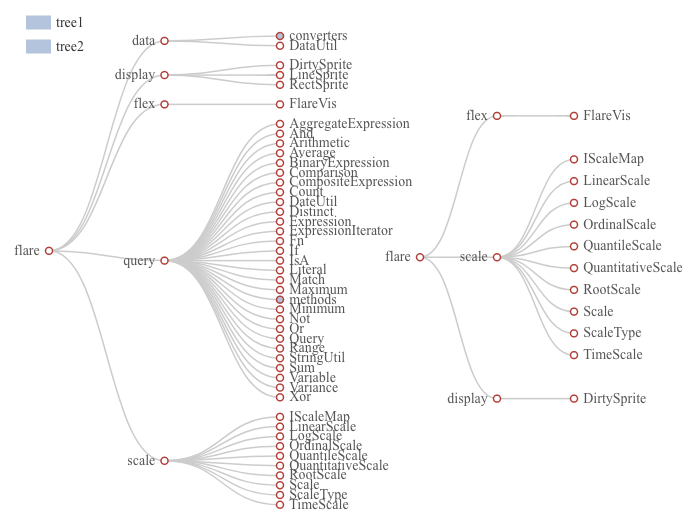 tree1
tree2
flare
data
converters
DataUtil
display
DirtySprite
LineSprite
RectSprite
flex
FlareVis
query
AggregateExpression
And
Arithmetic
Average
BinaryExpression
Comparison
CompositeExpression
Count
DateUtil
Distinct
Expression
ExpressionIterator
Fn
If
IsA
Literal
Match
Maximum
methods
Minimum
Not
Or
Query
Range
StringUtil
Sum
Variable
Variance
Xor
scale
IScaleMap
LinearScale
LogScale
OrdinalScale
QuantileScale
QuantitativeScale
RootScale
Scale
ScaleType
TimeScale
flare
flex
FlareVis
scale
IScaleMap
LinearScale
LogScale
OrdinalScale
QuantileScale
QuantitativeScale
RootScale
Scale
ScaleType
TimeScale
display
DirtySprite